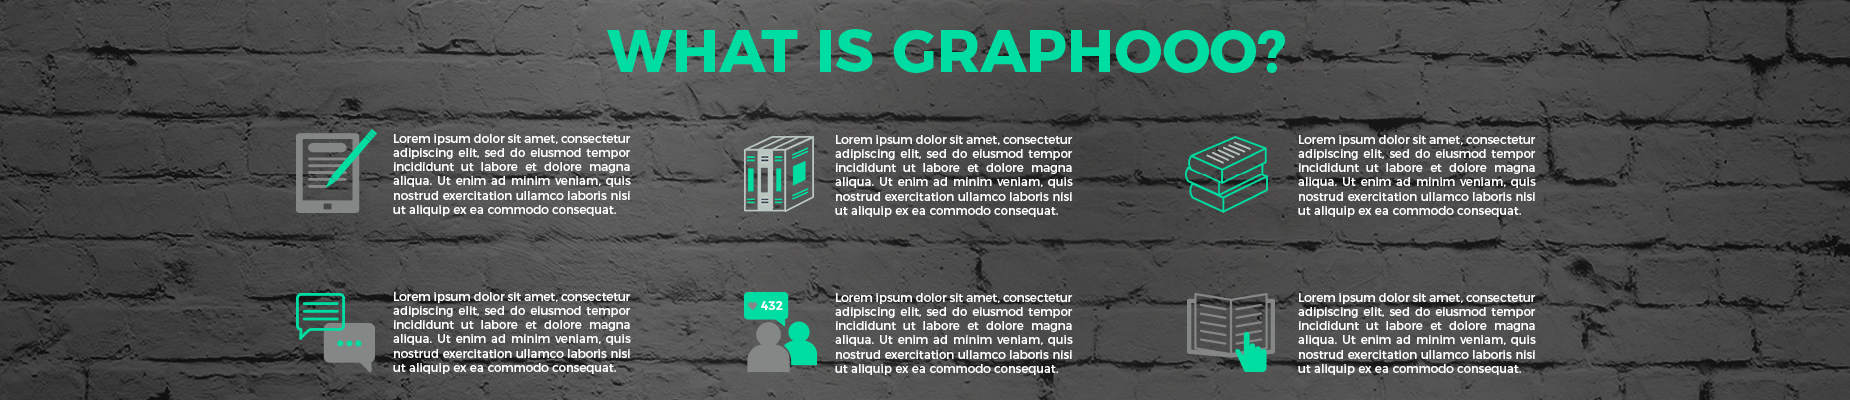 WHAT IS GRAPHOOO?
Lorem ipsum dolor sit amet, consectetur
adipiscing elit, sed do eiusmod tempor
incididunt ut labore et dolore magna
aliqua. Ut enim ad minim veniam, quis
nostrud exercitation ullamco laboris nisi
ut aliquip ex ea commodo consequat.
Lorem ipsum dolor sit amet, consectetur
adipiscing elit, sed do eiusmod tempor
incididunt ut labore et dolore magna
aliqua. Ut enim ad minim veniam, quis
nostrud exercitation ullamco laboris nisi
ut aliquip ex ea commodo consequat.
Lorem ipsum dolor sit amet, consectetur
adipiscing elit, sed do eiusmod tempor
incididunt ut labore et dolore magna
aliqua. Ut enim ad minim veniam, quis
nostrud exercitation ullamco laboris nisi
ut aliquip ex ea commodo consequat.
Lorem ipsum dolor sit amet, consectetur
adipiscing elit, sed do eiusmod tempor
incididunt ut labore et dolore magna
aliqua. Ut enim ad minim veniam, quis
nostrud exercitation ullamco laboris nisi
ut aliquip ex ea commodo consequat.
432
Lorem ipsum dolor sit amet, consectetur
adipiscing elit, sed do eiusmod tempor
incididunt ut labore et dolore magna
aliqua. Ut enim ad minim veniam, quis
nostrud exercitation ullamco laboris nisi
ut aliquip ex ea commodo consequat.
Lorem ipsum dolor sit amet, consectetur
adipiscing elit, sed do eiusmod tempor
incididunt ut labore et dolore magna
aliqua. Ut enim ad minim veniam, quis
nostrud exercitation ullamco laboris nisi
ut aliquip ex ea commodo consequat.